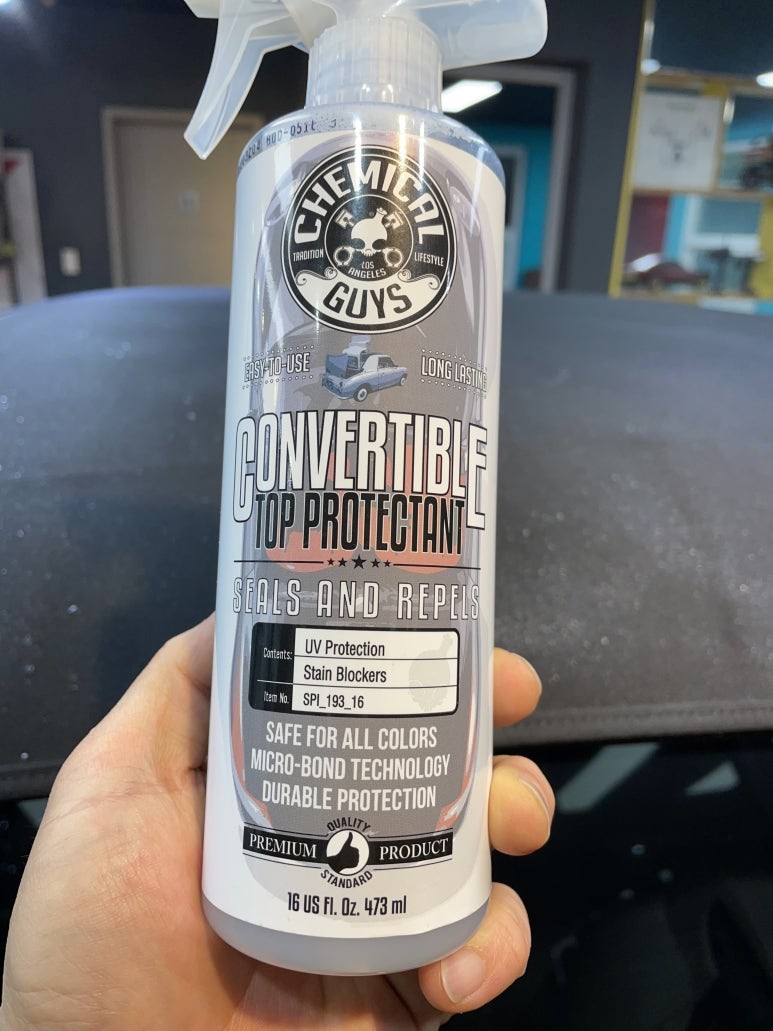 CHEMICAL
TRADITION
LIFESTYLE
LOS
ANGELES
GUYS
EASY-TO-USE
LONG LASTING
CONVERTIBLE
TOP PROTECTANT
SEALS AND REPELS
Contents: UV Protection
Stain Blockers
Item No. SPI_193_16
SAFE FOR ALL COLORS
MICRO-BOND TECHNOLOGY
DURABLE PROTECTION
QUALITY
PREMIUM PRODUCT
STANDARD
16 US Fl. Oz. 473 ml